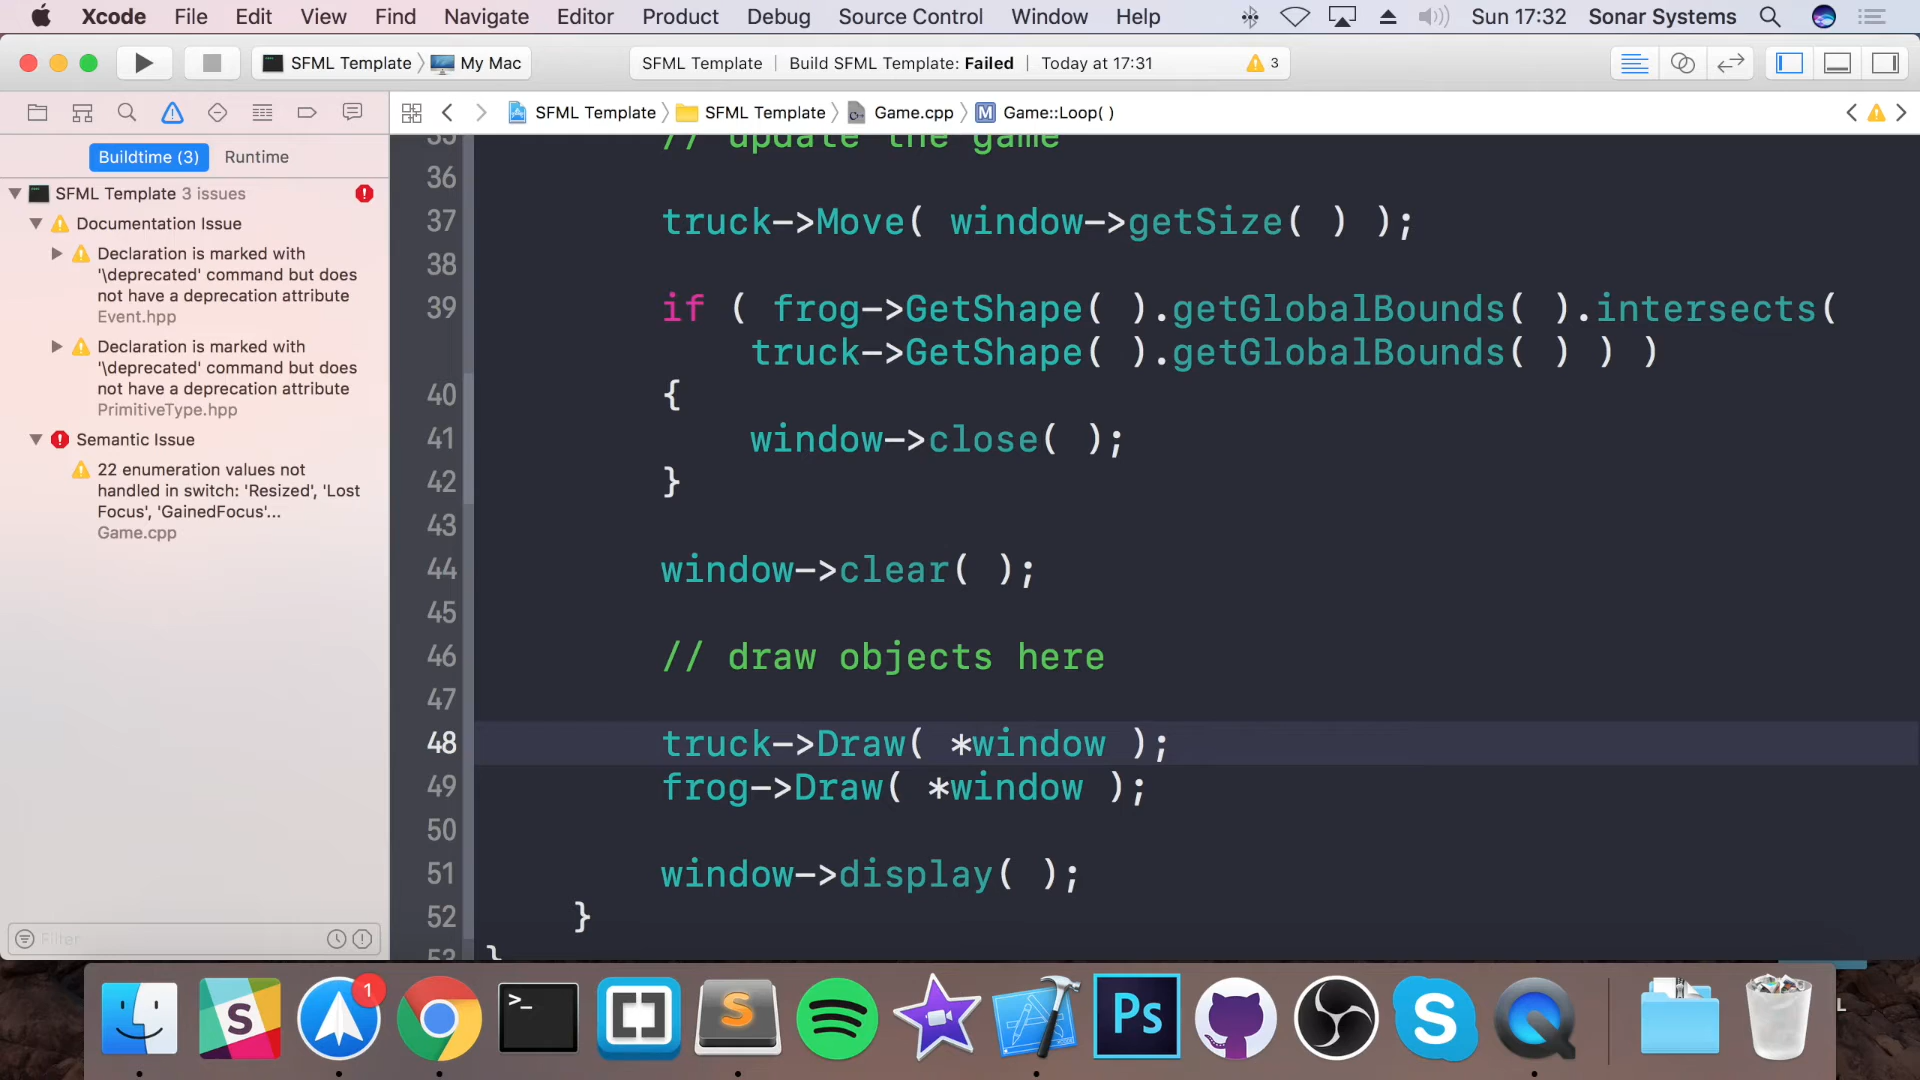 Xcode File Edit View Find Navigate Editor Product Debug Source Control Window Help Sun 17:32 Sonar Systems
SFML Template My Mac SFML Template Build SFML Template: Failed Today at 17:31 3
SFML Template SFML Template Game.cpp M Game::Loop( )
Buildtime (3) Runtime
SFML Template 3 issues
Documentation Issue
Declaration is marked with
'\deprecated' command but does
not have a deprecation attribute
Event.hpp
Declaration is marked with
'\deprecated' command but does
not have a deprecation attribute
PrimitiveType.hpp
Semantic Issue
22 enumeration values not
handled in switch: 'Resized', 'Lost
Focus', 'GainedFocus'...
Game.cpp
Filter
35 // update the game
36
37 truck->Move( window->getSize( ) );
38
39 if ( frog->GetShape( ).getGlobalBounds( ).intersects(
truck->GetShape( ).getGlobalBounds( ) ) )
40 {
41 window->close( );
42 }
43
44 window->clear( );
45
46 // draw objects here
47
48 truck->Draw( *window );
49 frog->Draw( *window );
50
51 window->display( );
52 }
53 }
S 1 >_ S Ps S